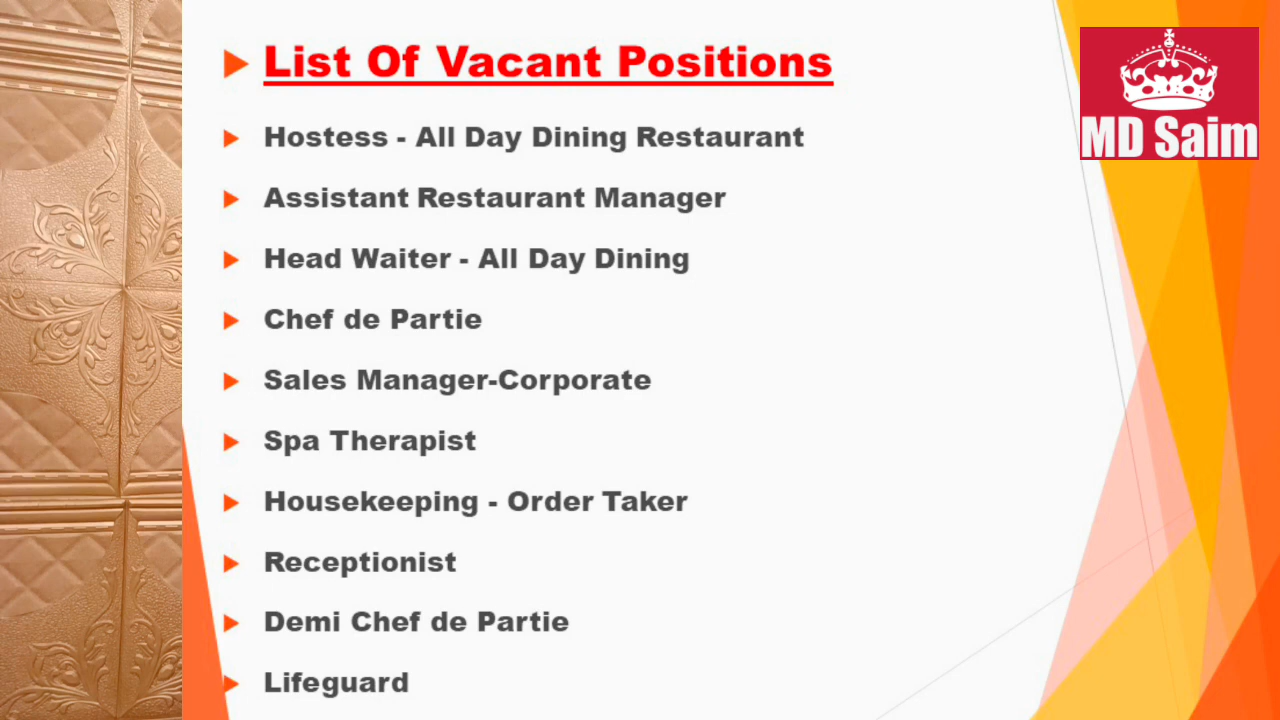 List Of Vacant Positions
Hostess - All Day Dining Restaurant
Assistant Restaurant Manager
Head Waiter - All Day Dining
Chef de Partie
Sales Manager-Corporate
Spa Therapist
Housekeeping - Order Taker
Receptionist
Demi Chef de Partie
Lifeguard
MD Saim